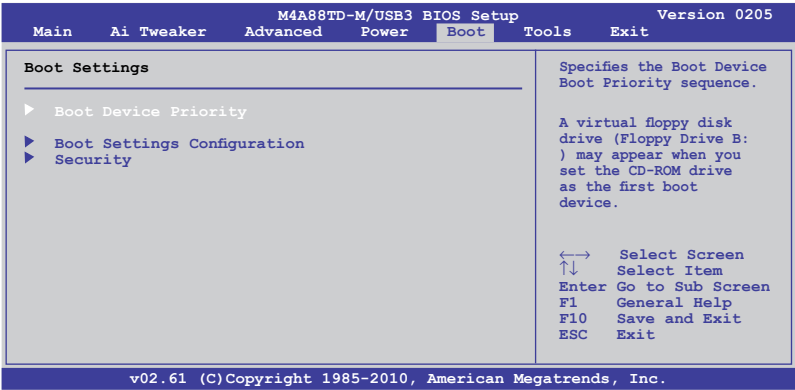 M4A88TD-M/USB3 BIOS Setup Version 0205
Main Ai Tweaker Advanced Power Boot Tools Exit
Boot Settings
Boot Device Priority
Boot Settings Configuration
Security
Specifies the Boot Device
Boot Priority sequence.
A virtual floppy disk
drive (Floppy Drive B:
) may appear when you
set the CD-ROM drive
as the first boot
device.
←→ Select Screen
↑↓ Select Item
Enter Go to Sub Screen
F1 General Help
F10 Save and Exit
ESC Exit
v02.61 (C)Copyright 1985-2010, American Megatrends, Inc.